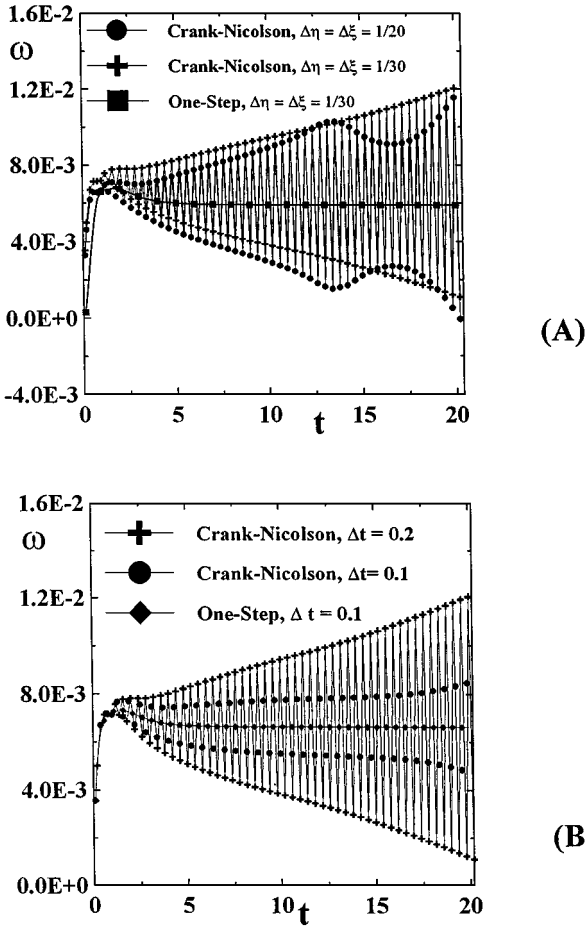 1.6E-2
ω
Crank-Nicolson, Δη = Δξ = 1/20
Crank-Nicolson, Δη = Δξ = 1/30
One-Step, Δη = Δξ = 1/30
1.2E-2
8.0E-3
4.0E-3
0.0E+0
-4.0E-3
0 5 10 15 20
t
(A)
1.6E-2
ω
Crank-Nicolson, Δt = 0.2
Crank-Nicolson, Δt= 0.1
One-Step, Δ t = 0.1
1.2E-2
8.0E-3
4.0E-3
0.0E+0
0 5 10 15 20
t
(B)